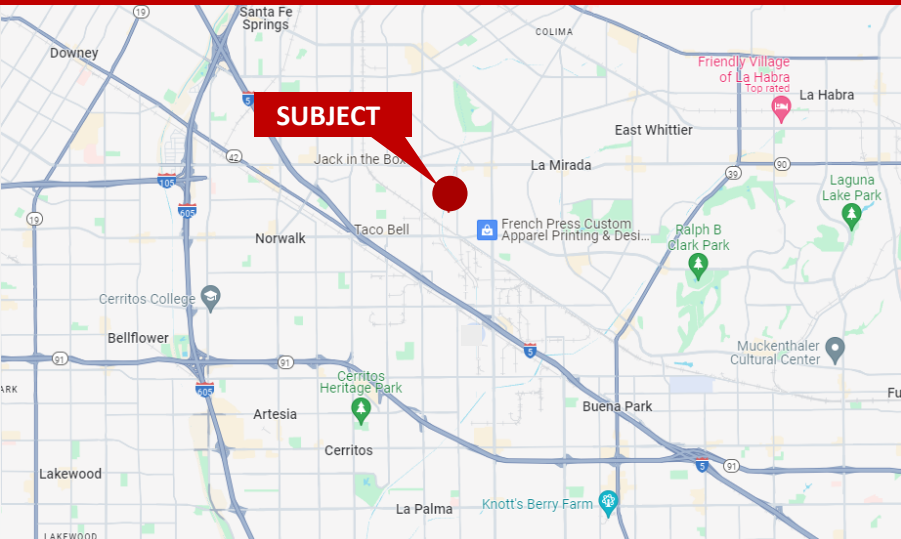 19
Santa Fe
Springs
COLIMA
Downey
Friendly Village
of La Habra
Top rated
La Habra
5
SUBJECT
East Whittier
42
Jack in the Box
La Mirada
90
39
105
605
Laguna
Lake Park
19
French Press Custom
Apparel Printing & Desi...
Taco Bell
Ralph B
Clark Park
Norwalk
Cerritos College
Bellflower
Muckenthaler
Cultural Center
5
91
91
Cerritos
Heritage Park
ARK
605
Fu
Artesia
Buena Park
Cerritos
5
91
Lakewood
La Palma
Knott's Berry Farm
LAKEWOOD